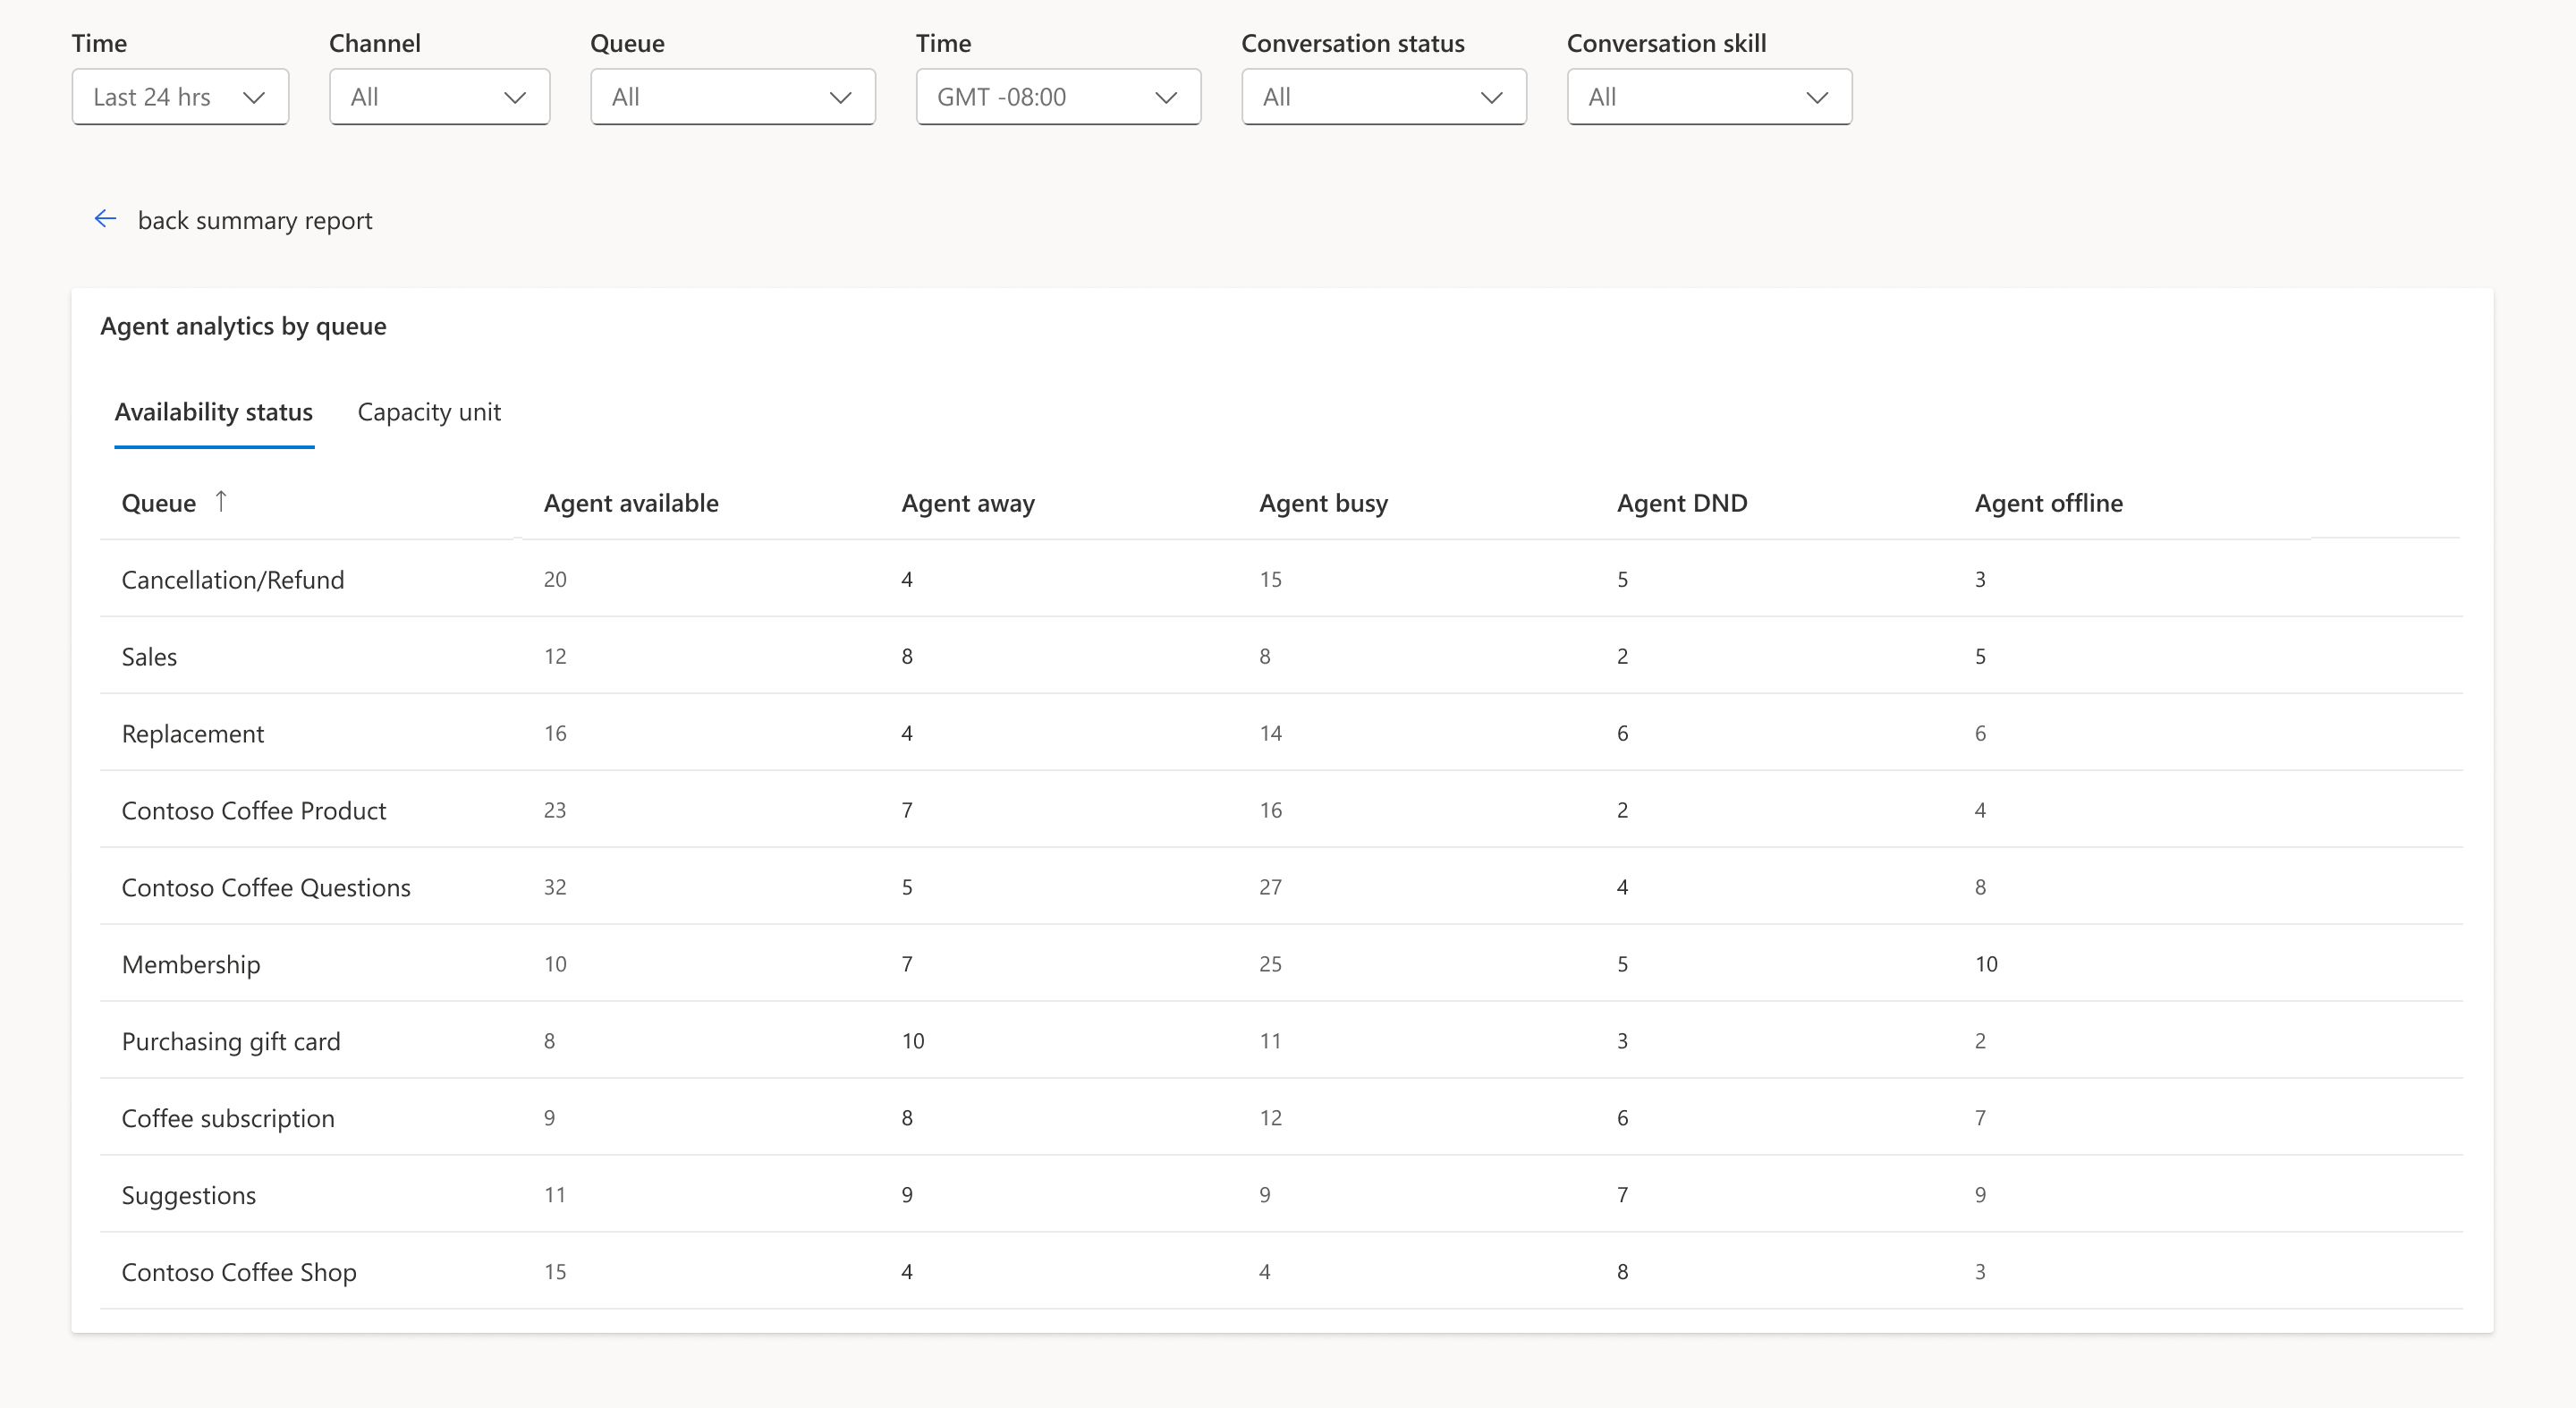 Time Channel Queue Time Conversation status Conversation skill
Last 24 hrs All All GMT -08:00 All All
back summary report
Agent analytics by queue
Availability status Capacity unit
Queue Agent available Agent away Agent busy Agent DND Agent offline
Cancellation/Refund 20 4 15 5 3
Sales 12 8 8 2 5
Replacement 16 4 14 6 6
Contoso Coffee Product 23 7 16 2 4
Contoso Coffee Questions 32 5 27 4 8
Membership 10 7 25 5 10
Purchasing gift card 8 10 11 3 2
Coffee subscription 9 8 12 6 7
Suggestions 11 9 9 7 9
Contoso Coffee Shop 15 4 4 8 3